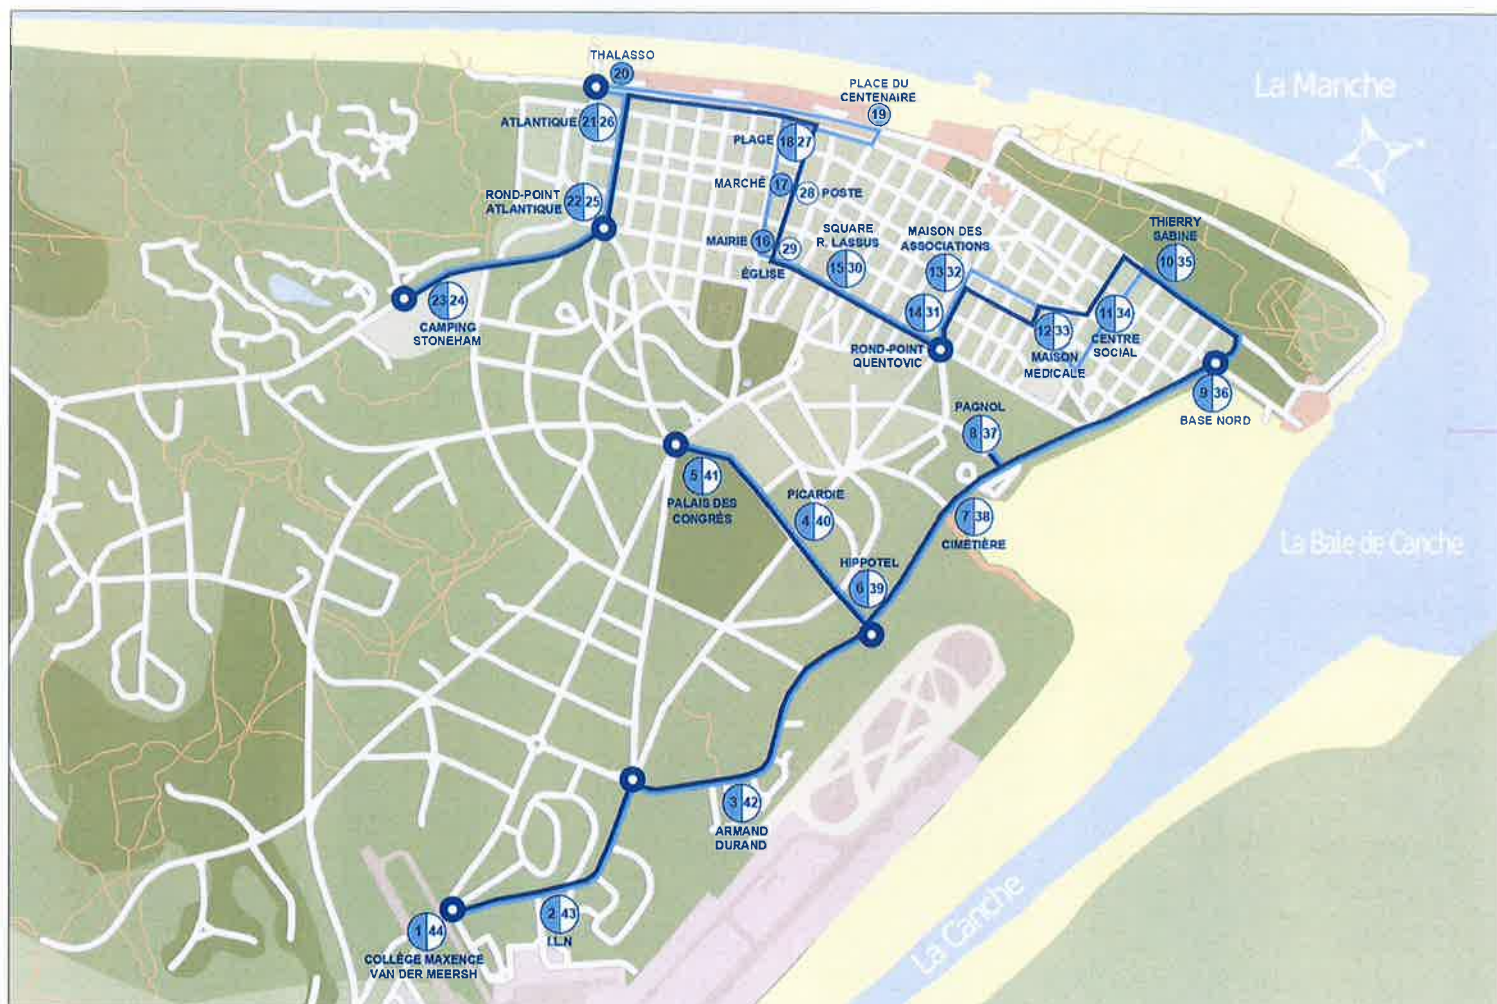 THALASSO
20
La Manche
PLACE DU
CENTENAIRE
19
ATLANTIQUE 21 26
PLAGE 18 27
MARCHÉ 17
28 POSTE
ROND-POINT
ATLANTIQUE
22 25
MAIRIE 16
29
ÉGLISE
SQUARE
R. LASSUS
15 30
MAISON DES
ASSOCIATIONS
13 32
THIERRY
SABINE
10 35
23 24
CAMPING
STONEHAM
14 31
ROND-POINT
QUENTOVIC
12 33
MAISON
MÉDICALE
11 34
CENTRE
SOCIAL
9 36
BASE NORD
PAGNOL
8 37
5 41
PALAIS DES
CONGRÈS
PICARDIE
4 40
7 38
CIMETIÈRE
La Baie de Canche
HIPPOTEL
6 39
3 42
ARMAND
DURAND
La Canche
2 43
I.L.N
1 44
COLLÈGE MAXENCE
VAN DER MEERSH